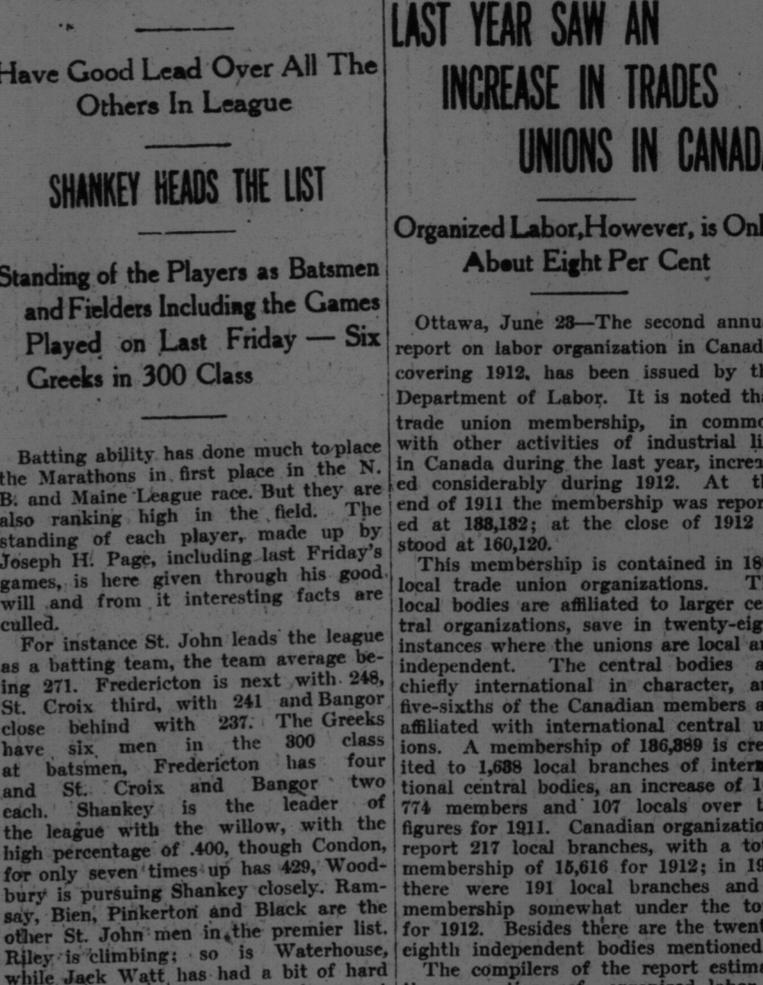 Have Good Lead Over All The
Others In League
SHANKEY HEADS THE LIST
Standing of the Players as Batsmen
and Fielders Including the Games
Played on Last Friday — Six
Greeks in 300 Class
Batting ability has done much to place
the Marathons in first place in the N.
B. and Maine League race. But they are
also ranking high in the field. The
standing of each player, made up by
Joseph H. Page, including last Friday's
games, is here given through his good
will and from it interesting facts are
culled.
For instance St. John leads the league
as a batting team, the team average be-
ing 271. Fredericton is next with 248,
St. Croix third, with 241 and Bangor
close behind with 237. The Greeks
have six men in the 300 class
at batsmen, Fredericton has four
and St. Croix and Bangor two
each. Shankey is the leader of
the league with the willow, with the
high percentage of .400, though Condon,
for only seven times up has 429, Wood-
bury is pursuing Shankey closely. Ram-
say, Bien, Pinkerton and Black are the
other St. John men in the premier list.
Riley is climbing; so is Waterhouse,
while Jack Watt has had a bit of hard
LAST YEAR SAW AN
INCREASE IN TRADES
UNIONS IN CANAD
Organized Labor, However, is Onl
About Eight Per Cent
Ottawa, June 23—The second annu
report on labor organization in Canad
covering 1912, has been issued by th
Department of Labor. It is noted tha
trade union membership, in commo
with other activities of industrial li
in Canada during the last year, increa
ed considerably during 1912. At th
end of 1911 the membership was repor
ed at 133,132; at the close of 1912
stood at 160,120.
This membership is contained in 18
local trade union organizations. T
local bodies are affiliated to larger ce
tral organizations, save in twenty-eig
instances where the unions are local a
independent. The central bodies a
chiefly international in character, a
five-sixths of the Canadian members a
affiliated with international central u
ions. A membership of 136,389 is cre
ited to 1,638 local branches of intern
tional central bodies, an increase of 1
774 members and 107 locals over t
figures for 1911. Canadian organizatio
report 217 local branches, with a to
membership of 15,616 for 1912; in 19
there were 191 local branches and
membership somewhat under the to
for 1912. Besides there are the twent
eighth independent bodies mentioned
The compilers of the report estima